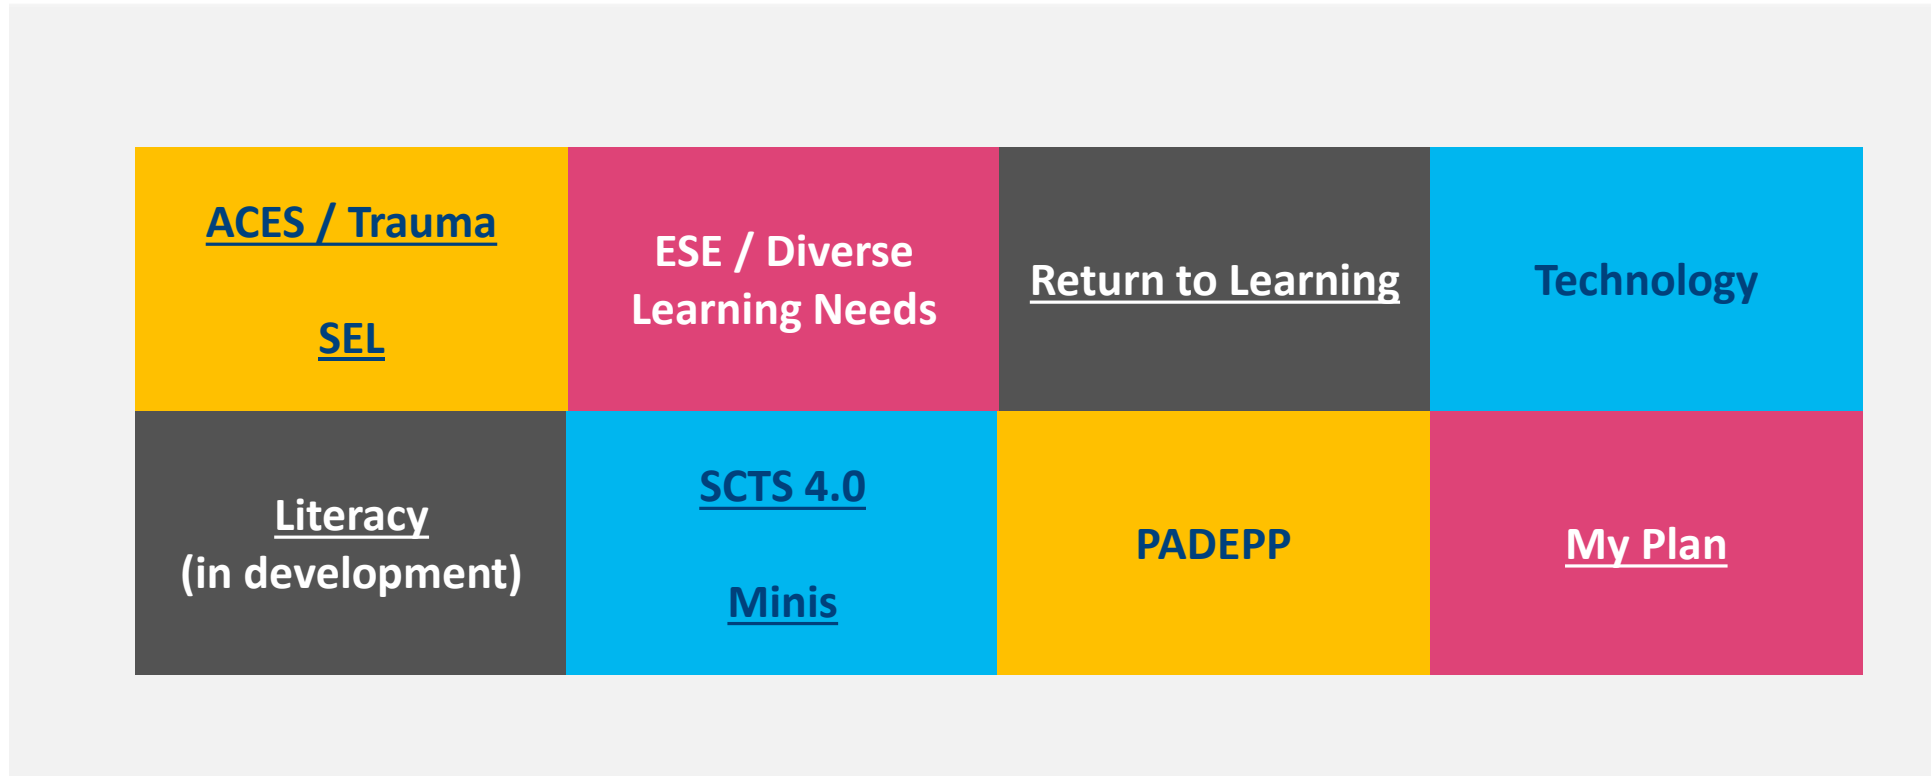 ACES / Trauma
SEL
ESE / Diverse
Learning Needs
Return to Learning
Technology
Literacy
(in development)
SCTS 4.0
Minis
PADEPP
My Plan